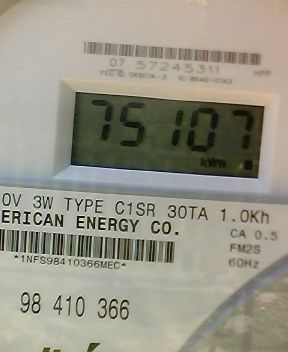 07 57245311 HPP
75107
kWh
0V 3W TYPE C1SR 30TA 1.0Kh
ERICAN ENERGY CO.
CA 0.5
FM2S
60Hz
*1NFS98410366MEC*
98 410 366